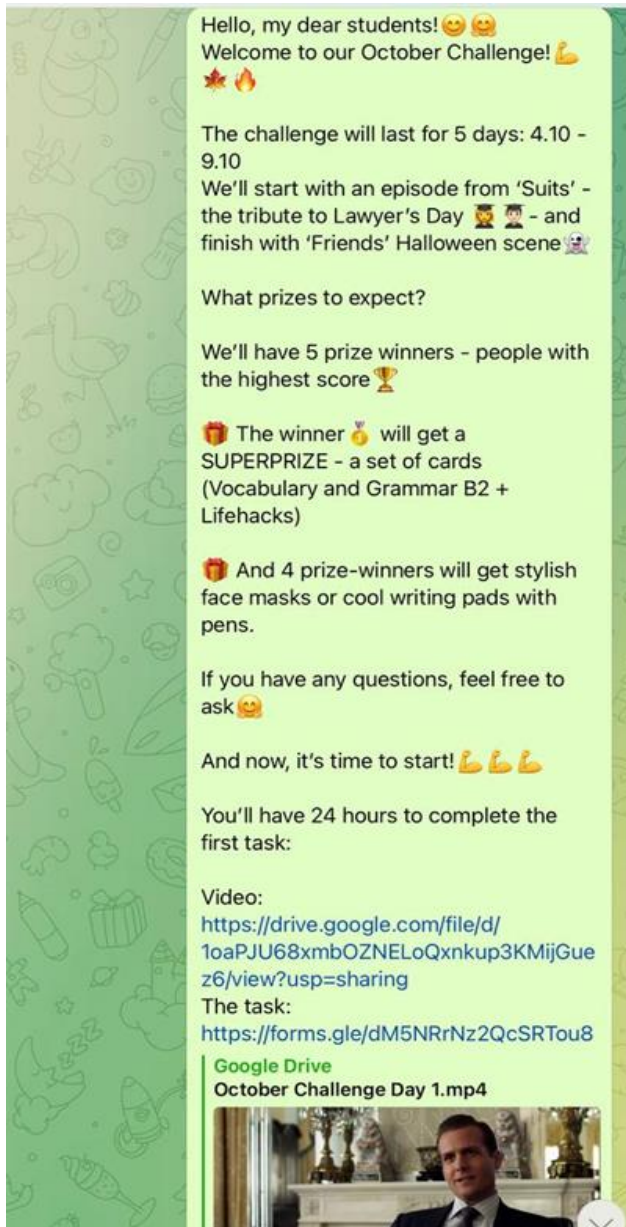 Hello, my dear students!😊🤗
Welcome to our October Challenge!💪
🍁🔥
The challenge will last for 5 days: 4.10 -
9.10
We'll start with an episode from ‘Suits’ -
the tribute to Lawyer's Day 👩‍🎓👨🏻‍🎓 - and
finish with ‘Friends’ Halloween scene👻
What prizes to expect?
We'll have 5 prize winners - people with
the highest score🏆
🎁 The winner🥇 will get a
SUPERPRIZE - a set of cards
(Vocabulary and Grammar B2 +
Lifehacks)
🎁 And 4 prize-winners will get stylish
face masks or cool writing pads with
pens.
If you have any questions, feel free to
ask🤗
And now, it's time to start!💪💪💪
You'll have 24 hours to complete the
first task:
Video:
https://drive.google.com/file/d/
1oaPJU68xmbOZNELoQxnkup3KMijGue
z6/view?usp=sharing
The task:
https://forms.gle/dM5NRrNz2QcSRTou8
Google Drive
October Challenge Day 1.mp4